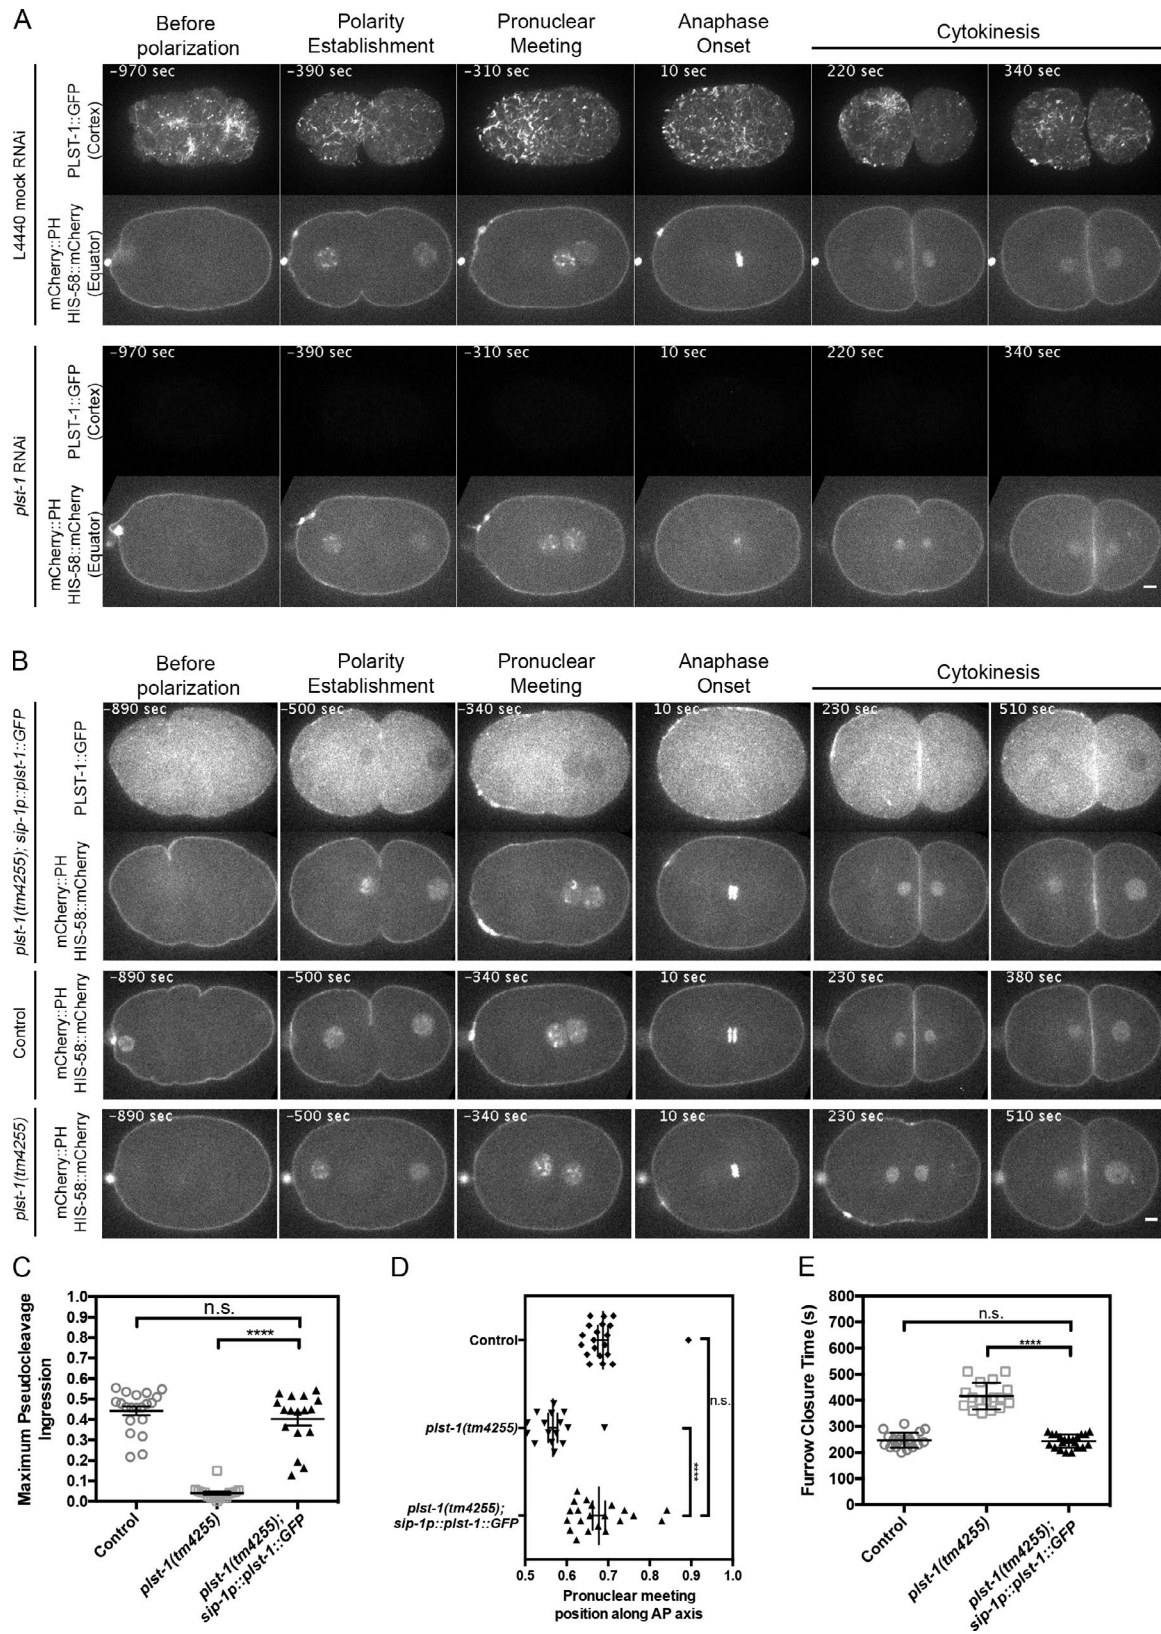 A
Before
polarization
Polarity
Establishment
Pronuclear
Meeting
Anaphase
Onset
Cytokinesis
L4440 mock RNAi
PLST-1::GFP
(Cortex)
−970 sec
−390 sec
−310 sec
10 sec
220 sec
340 sec
mCherry::PH
HIS-58::mCherry
(Equator)
plst-1 RNAi
PLST-1::GFP
(Cortex)
−970 sec
−390 sec
−310 sec
10 sec
220 sec
340 sec
mCherry::PH
HIS-58::mCherry
(Equator)
B
Before
polarization
Polarity
Establishment
Pronuclear
Meeting
Anaphase
Onset
Cytokinesis
plst-1(tm4255); sip-1p::plst-1::GFP
PLST-1::GFP
−890 sec
−500 sec
−340 sec
10 sec
230 sec
510 sec
mCherry::PH
HIS-58::mCherry
Control
mCherry::PH
HIS-58::mCherry
−890 sec
−500 sec
−340 sec
10 sec
230 sec
380 sec
plst-1(tm4255)
mCherry::PH
HIS-58::mCherry
−890 sec
−500 sec
−340 sec
10 sec
230 sec
510 sec
C
Maximum Pseudocleavage
Ingression
1.0
0.9
0.8
0.7
0.6
0.5
0.4
0.3
0.2
0.1
0.0
n.s.
****
Control
plst-1(tm4255)
plst-1(tm4255);
sip-1p::plst-1::GFP
D
Control
plst-1(tm4255)
plst-1(tm4255);
sip-1p::plst-1::GFP
n.s.
****
0.5
0.6
0.7
0.8
0.9
1.0
Pronuclear meeting
position along AP axis
E
Furrow Closure Time (s)
800
700
600
500
400
300
200
100
0
n.s.
****
Control
plst-1(tm4255)
plst-1(tm4255);
sip-1p::plst-1::GFP